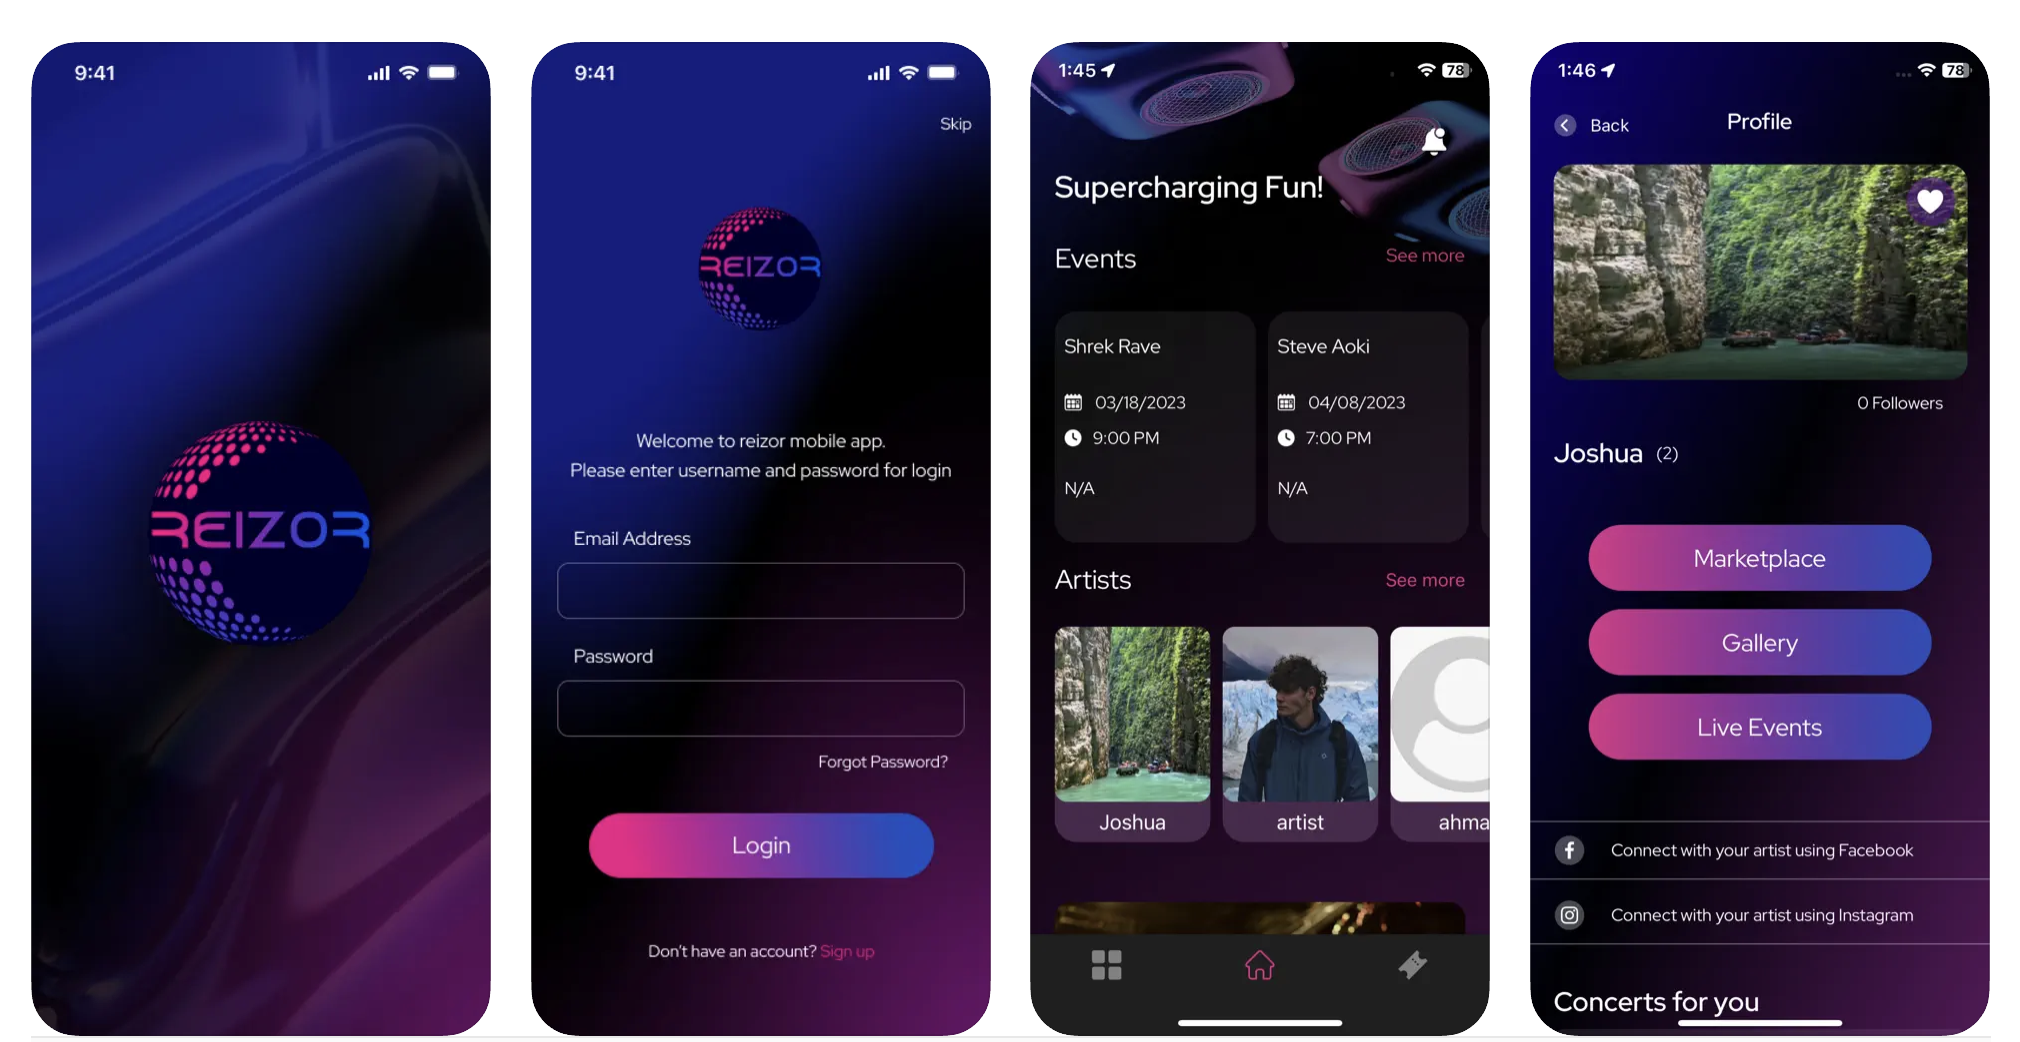 9:41
REIZOR
9:41
Skip
REIZOR
Welcome to reizor mobile app.
Please enter username and password for login
Email Address
Password
Forgot Password?
Login
Don't have an account? Sign up
1:45
78
Supercharging Fun!
Events
See more
Shrek Rave
03/18/2023
9:00 PM
N/A
Steve Aoki
04/08/2023
7:00 PM
N/A
Artists
See more
Joshua
artist
ahma
1:46
78
Back
Profile
0 Followers
Joshua (2)
Marketplace
Gallery
Live Events
Connect with your artist using Facebook
Connect with your artist using Instagram
Concerts for you